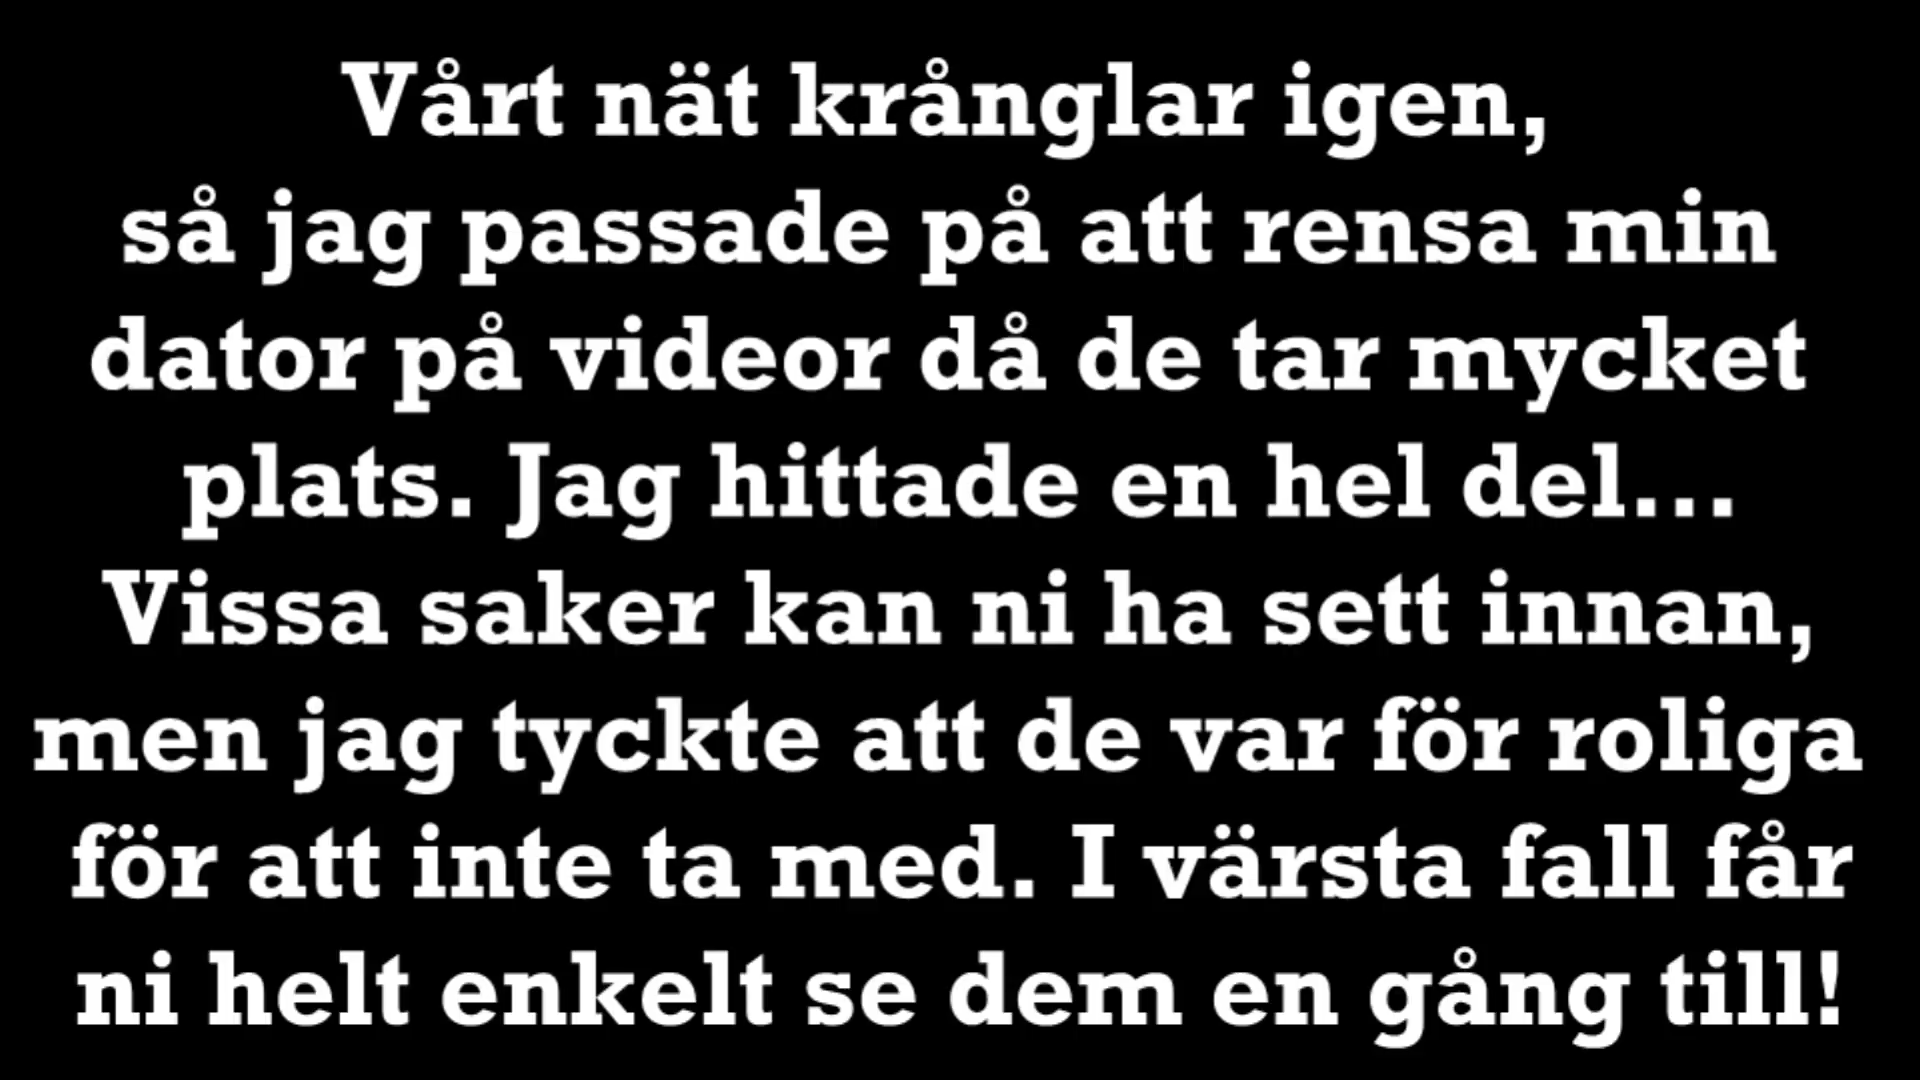 Vårt nät krånglar igen,
så jag passade på att rensa min
dator på videor då de tar mycket
plats. Jag hittade en hel del...
Vissa saker kan ni ha sett innan,
men jag tyckte att de var för roliga
för att inte ta med. I värsta fall får
ni helt enkelt se dem en gång till!